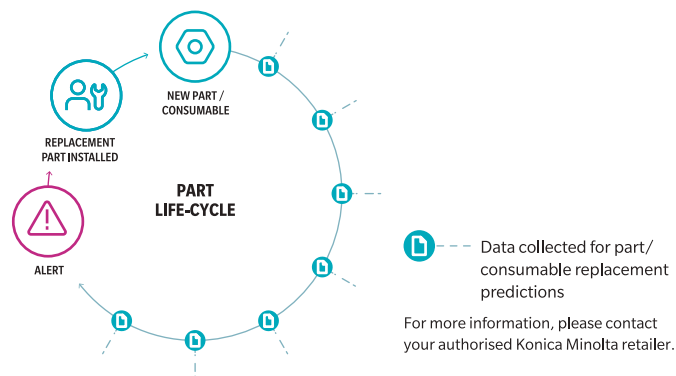 NEW PART /
CONSUMABLE
REPLACEMENT
PART INSTALLED
PART
LIFE-CYCLE
ALERT
Data collected for part/
consumable replacement
predictions
For more information, please contact
your authorised Konica Minolta retailer.